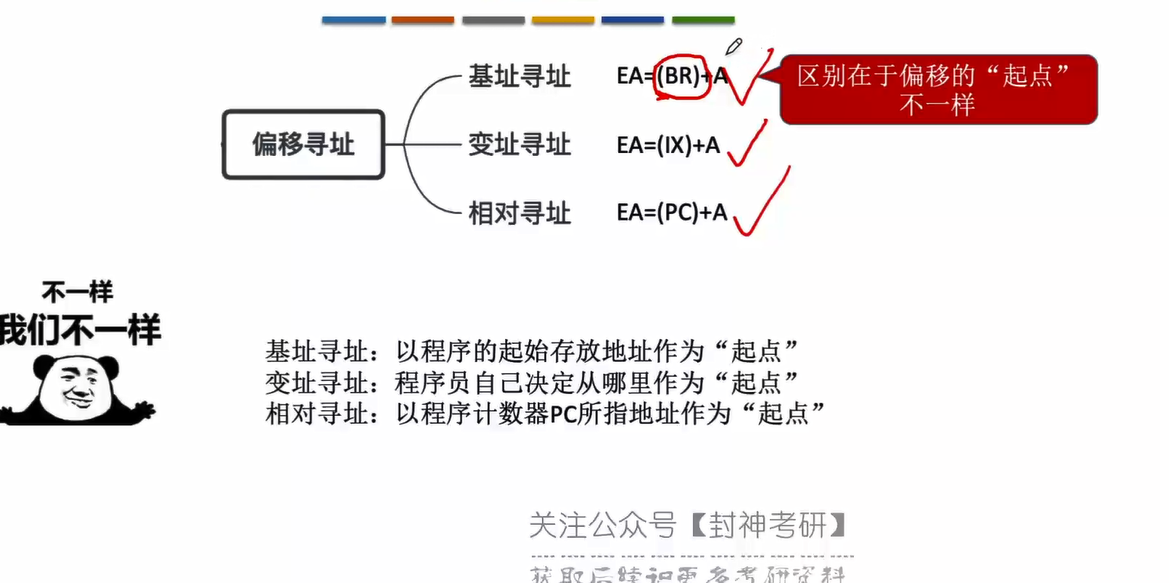 基址寻址 EA=(BR)+A
区别在于偏移的“起点”
不一样
偏移寻址
变址寻址 EA=(IX)+A
相对寻址 EA=(PC)+A
不一样
我们不一样
基址寻址：以程序的起始存放地址作为“起点”
变址寻址：程序员自己决定从哪里作为“起点”
相对寻址：以程序计数器PC所指地址作为“起点”
关注公众号【封神考研】
获取后续和更多考研资料